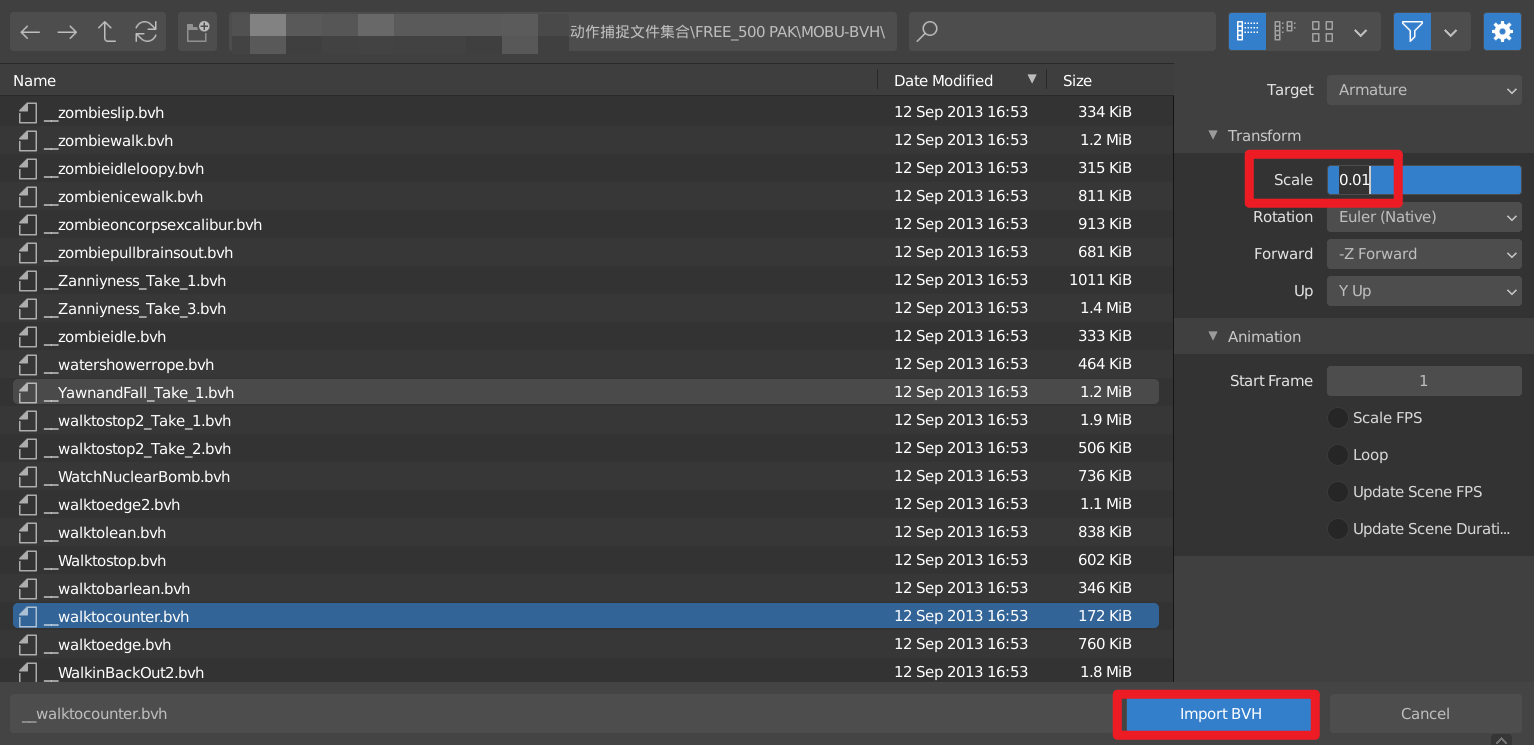 动作捕捉文件集合\FREE_500 PAK\MOBU-BVH\
Name Date Modified Size
__zombieslip.bvh 12 Sep 2013 16:53 334 KiB
__zombiewalk.bvh 12 Sep 2013 16:53 1.2 MiB
__zombieidleloopy.bvh 12 Sep 2013 16:53 315 KiB
__zombienicewalk.bvh 12 Sep 2013 16:53 811 KiB
__zombieoncorpsexcalibur.bvh 12 Sep 2013 16:53 913 KiB
__zombiepullbrainsout.bvh 12 Sep 2013 16:53 681 KiB
__Zanniyness_Take_1.bvh 12 Sep 2013 16:53 1011 KiB
__Zanniyness_Take_3.bvh 12 Sep 2013 16:53 1.4 MiB
__zombieidle.bvh 12 Sep 2013 16:53 333 KiB
__watershowerrope.bvh 12 Sep 2013 16:53 464 KiB
__YawnandFall_Take_1.bvh 12 Sep 2013 16:53 1.2 MiB
__walktostop2_Take_1.bvh 12 Sep 2013 16:53 1.9 MiB
__walktostop2_Take_2.bvh 12 Sep 2013 16:53 506 KiB
__WatchNuclearBomb.bvh 12 Sep 2013 16:53 736 KiB
__walktoedge2.bvh 12 Sep 2013 16:53 1.1 MiB
__walktolean.bvh 12 Sep 2013 16:53 838 KiB
__Walktostop.bvh 12 Sep 2013 16:53 602 KiB
__walktobarlean.bvh 12 Sep 2013 16:53 346 KiB
__walktocounter.bvh 12 Sep 2013 16:53 172 KiB
__walktoedge.bvh 12 Sep 2013 16:53 760 KiB
__WalkinBackOut2.bvh 12 Sep 2013 16:53 1.8 MiB
Target Armature
Transform
Scale 0.01
Rotation Euler (Native)
Forward -Z Forward
Up Y Up
Animation
Start Frame 1
Scale FPS
Loop
Update Scene FPS
Update Scene Durati...
__walktocounter.bvh Import BVH Cancel